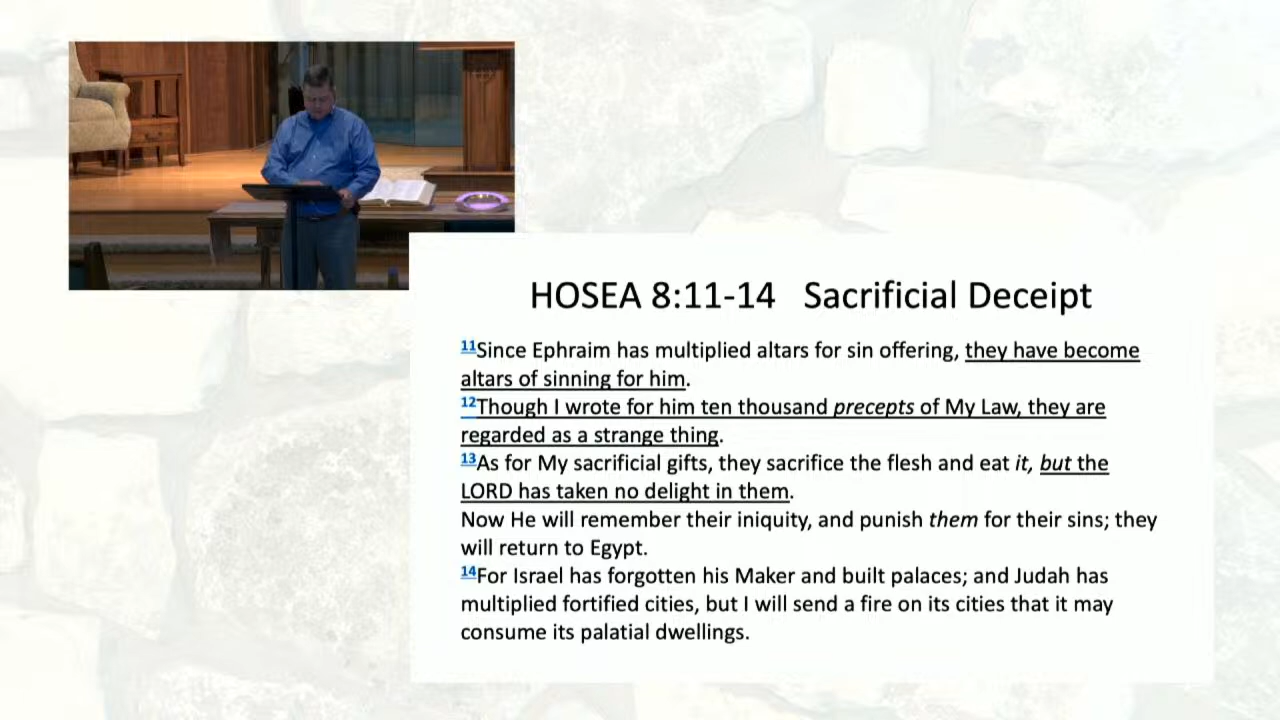 HOSEA 8:11-14 Sacrificial Deceipt
11Since Ephraim has multiplied altars for sin offering, they have become
altars of sinning for him.
12Though I wrote for him ten thousand precepts of My Law, they are
regarded as a strange thing.
13As for My sacrificial gifts, they sacrifice the flesh and eat it, but the
LORD has taken no delight in them.
Now He will remember their iniquity, and punish them for their sins; they
will return to Egypt.
14For Israel has forgotten his Maker and built palaces; and Judah has
multiplied fortified cities, but I will send a fire on its cities that it may
consume its palatial dwellings.